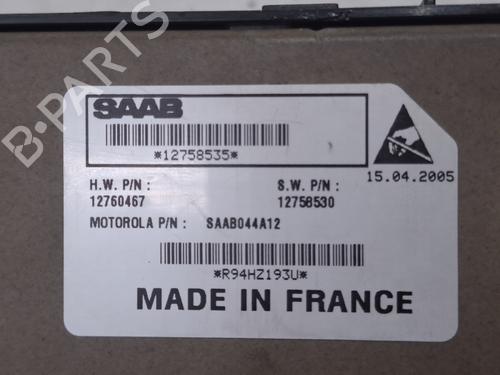 SAAB
*12758535*
15.04.2005
H.W. P/N : S.W. P/N :
12760467 12758530
MOTOROLA P/N : SAAB044A12
*R94HZ193U*
MADE IN FRANCE
B-PARTS